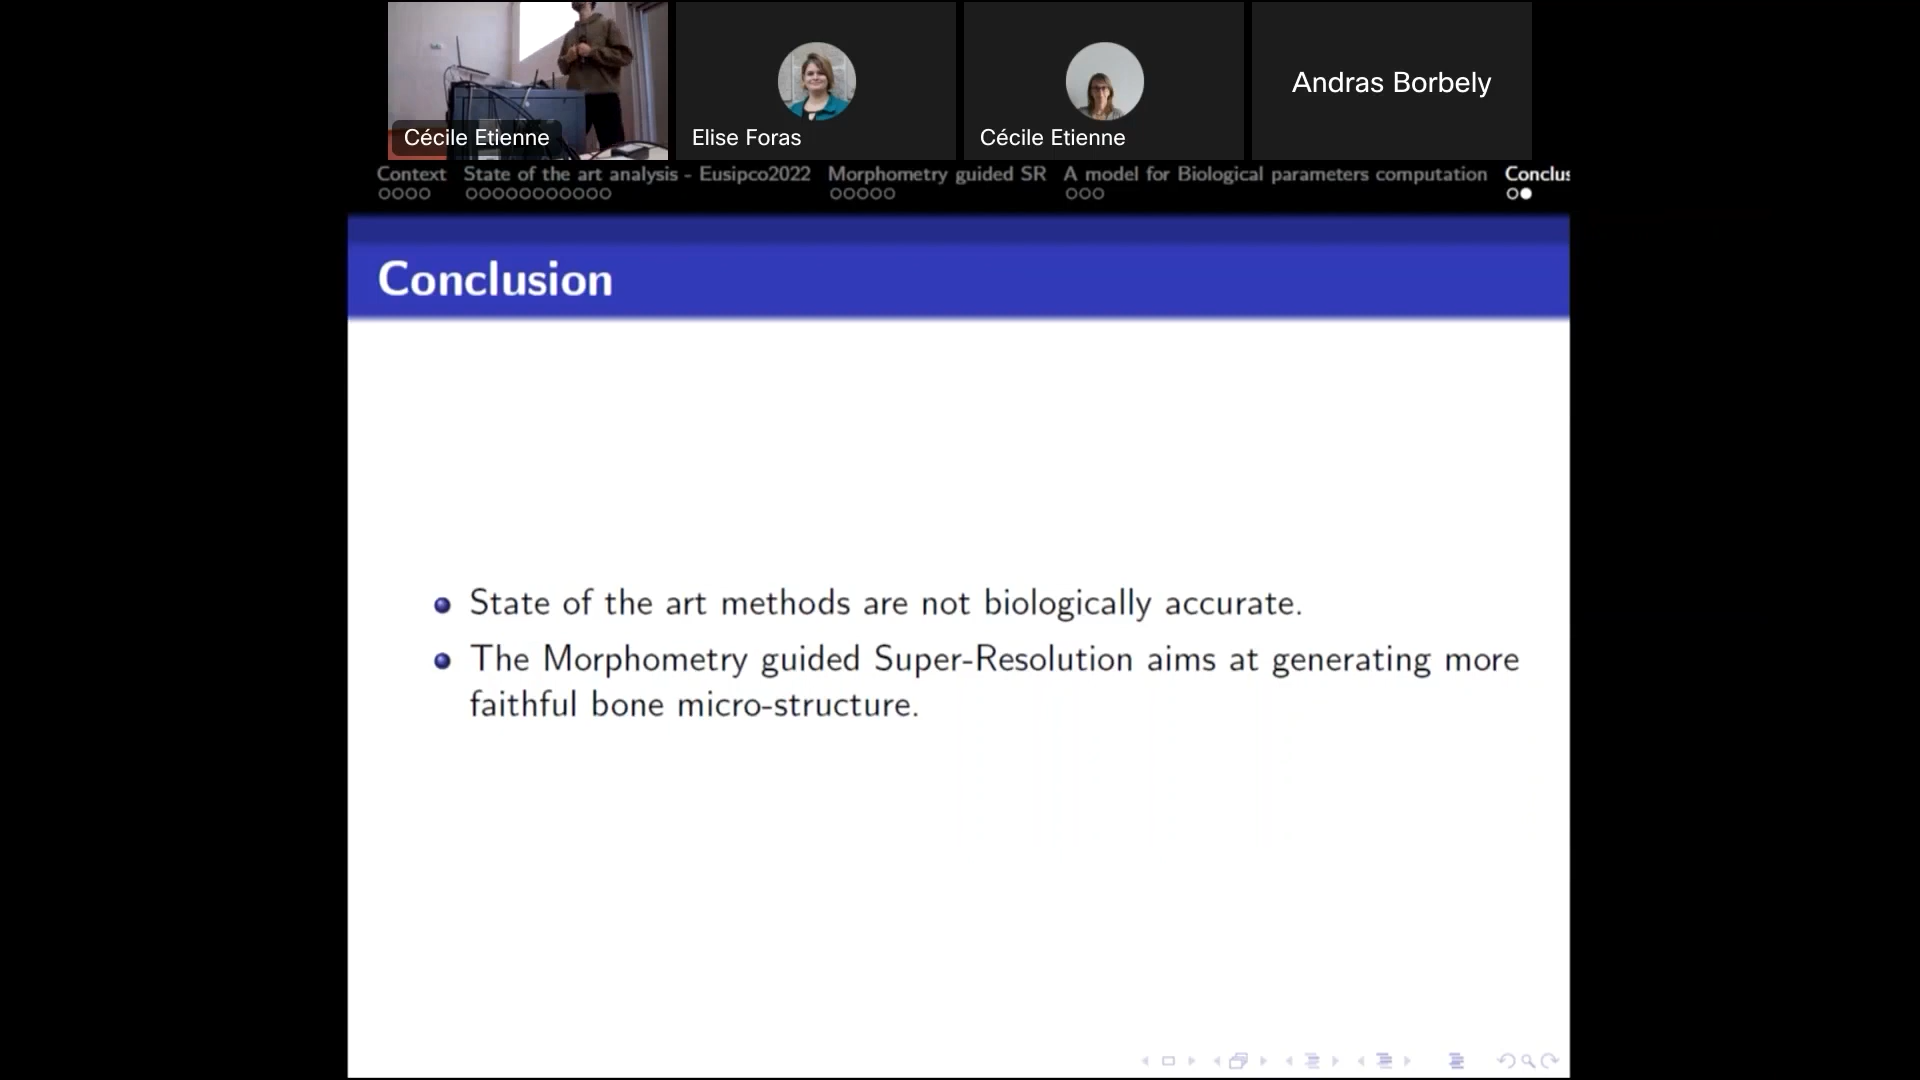 Cécile Etienne
Elise Foras
Cécile Etienne
Andras Borbely
Context State of the art analysis - Eusipco2022 Morphometry guided SR A model for Biological parameters computation Conclus
Conclusion
State of the art methods are not biologically accurate.
The Morphometry guided Super-Resolution aims at generating more
faithful bone micro-structure.